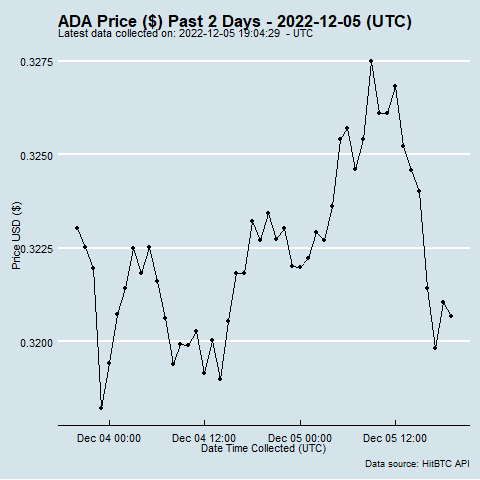 ADA Price ($) Past 2 Days - 2022-12-05 (UTC)
Latest data collected on: 2022-12-05 19:04:29  - UTC
0.3275
0.3250
0.3225
0.3200
Price USD ($)
Dec 04 00:00
Dec 04 12:00
Dec 05 00:00
Dec 05 12:00
Date Time Collected (UTC)
Data source: HitBTC API